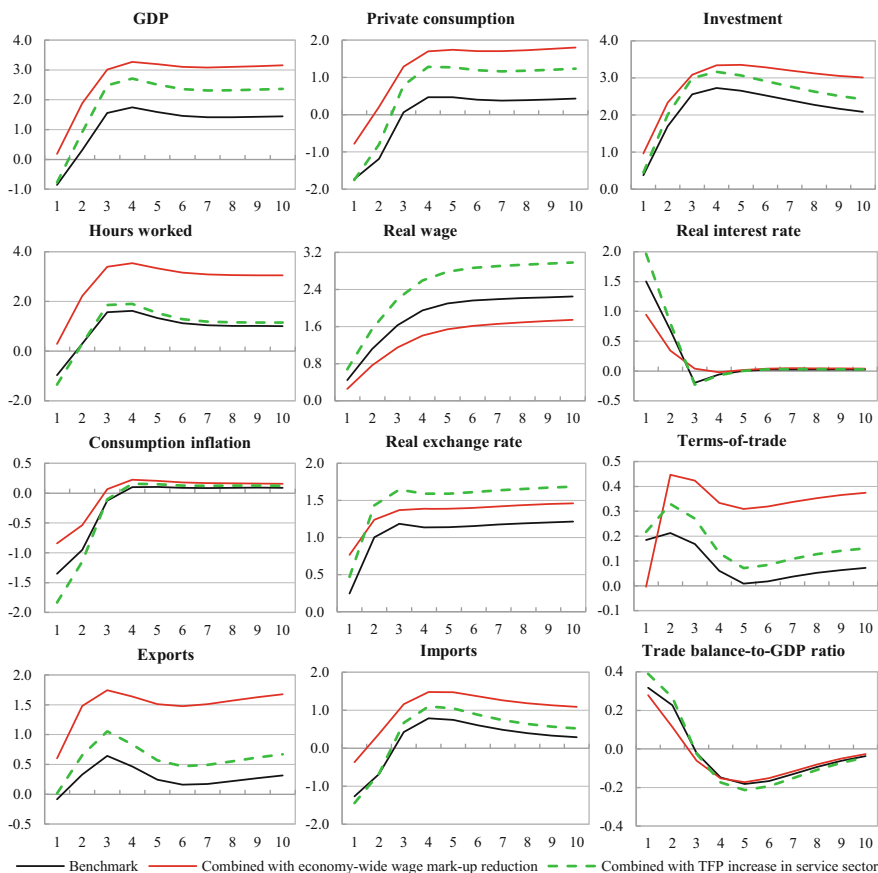 GDP
Private consumption
Investment
4.0
3.0
2.0
1.0
0.0
-1.0
1 2 3 4 5 6 7 8 9 10
2.0
1.0
0.0
-1.0
-2.0
1 2 3 4 5 6 7 8 9 10
4.0
3.0
2.0
1.0
0.0
1 2 3 4 5 6 7 8 9 10
Hours worked
Real wage
Real interest rate
4.0
2.0
0.0
-2.0
1 2 3 4 5 6 7 8 9 10
3.2
2.4
1.6
0.8
0.0
1 2 3 4 5 6 7 8 9 10
2.0
1.5
1.0
0.5
0.0
-0.5
1 2 3 4 5 6 7 8 9 10
Consumption inflation
Real exchange rate
Terms-of-trade
0.5
0.0
-0.5
-1.0
-1.5
-2.0
1 2 3 4 5 6 7 8 9 10
2.0
1.5
1.0
0.5
0.0
1 2 3 4 5 6 7 8 9 10
0.5
0.4
0.3
0.2
0.1
0.0
-0.1
1 2 3 4 5 6 7 8 9 10
Exports
Imports
Trade balance-to-GDP ratio
2.0
1.5
1.0
0.5
0.0
-0.5
1 2 3 4 5 6 7 8 9 10
2.0
1.0
0.0
-1.0
-2.0
1 2 3 4 5 6 7 8 9 10
0.4
0.2
0.0
-0.2
-0.4
1 2 3 4 5 6 7 8 9 10
Benchmark
Combined with economy-wide wage mark-up reduction
Combined with TFP increase in service sector